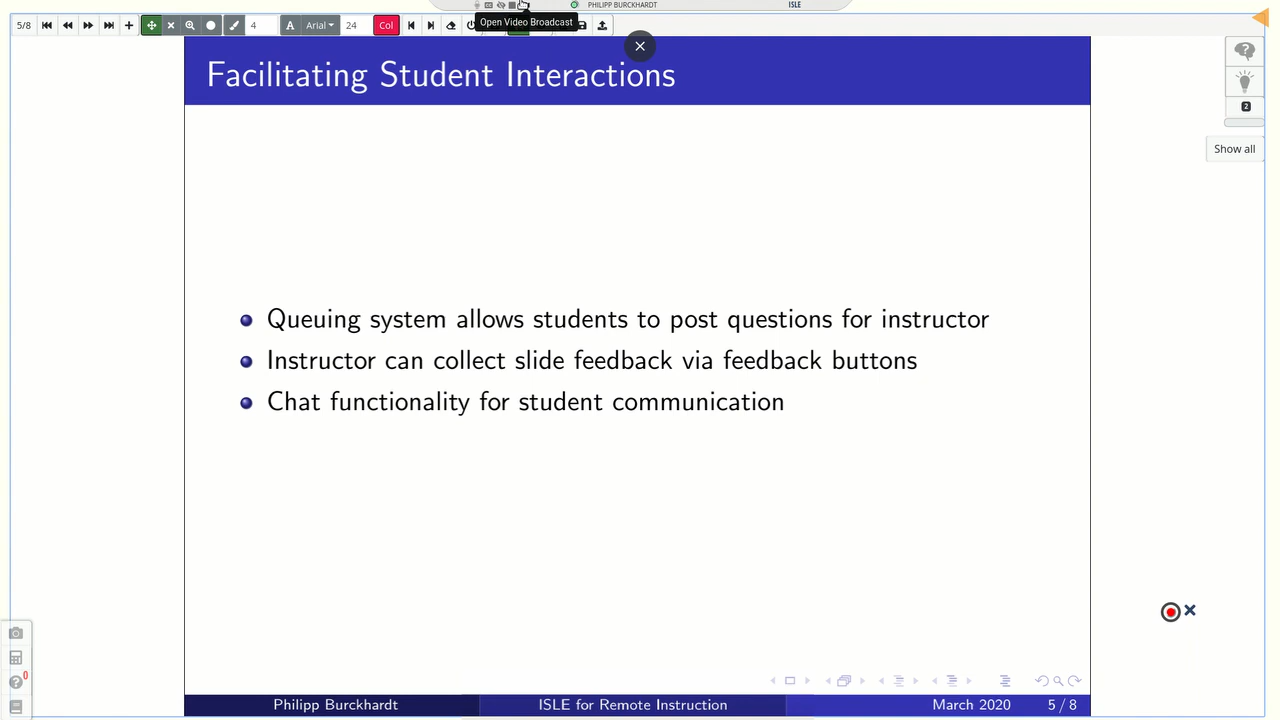 PHILIPP BURCKHARDT
ISLE
5/8
4
A
Arial
24
Col
Open Video Broadcast
Facilitating Student Interactions
2
Show all
Queuing system allows students to post questions for instructor
Instructor can collect slide feedback via feedback buttons
Chat functionality for student communication
0
Philipp Burckhardt
ISLE for Remote Instruction
March 2020
5 / 8